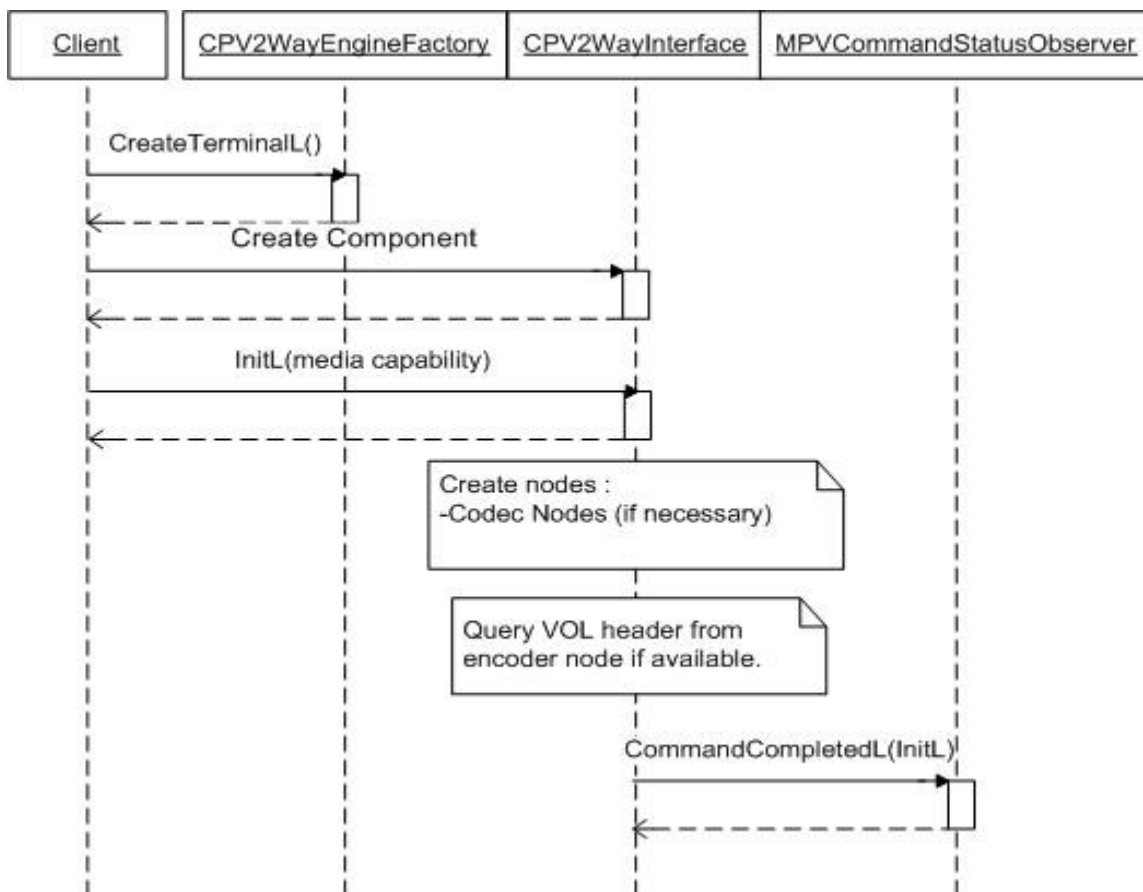 Client
CPV2WayEngineFactory
CPV2WayInterface
MPVCommandStatusObserver
CreateTerminalL()
Create Component
InitL(media capability)
Create nodes :
-Codec Nodes (if necessary)
Query VOL header from
encoder node if available.
CommandCompletedL(InitL)